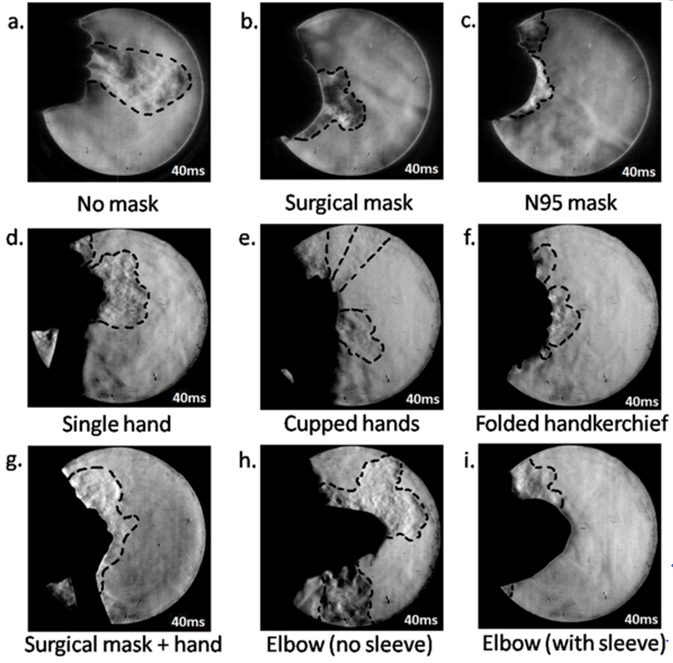 a. b. c.
40ms 40ms 40ms
No mask Surgical mask N95 mask
d. e. f.
40ms 40ms 40ms
Single hand Cupped hands Folded handkerchief
g. h. i.
40ms 40ms 40ms
Surgical mask + hand Elbow (no sleeve) Elbow (with sleeve)